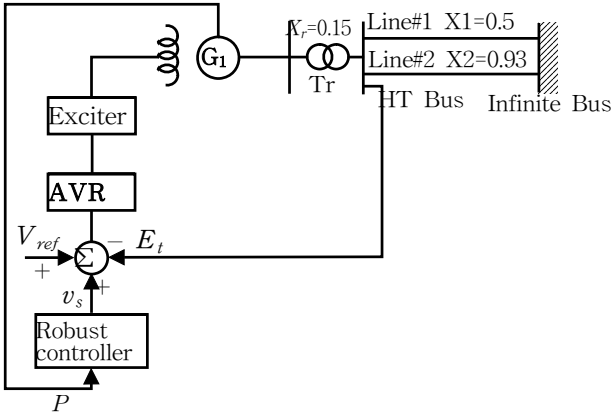 X_r=0.15
Line#1 X1=0.5
G1
Line#2 X2=0.93
Tr
HT Bus
Infinite Bus
Exciter
AVR
V_ref
−
E_t
Σ
+
+
v_s
Robust
controller
P